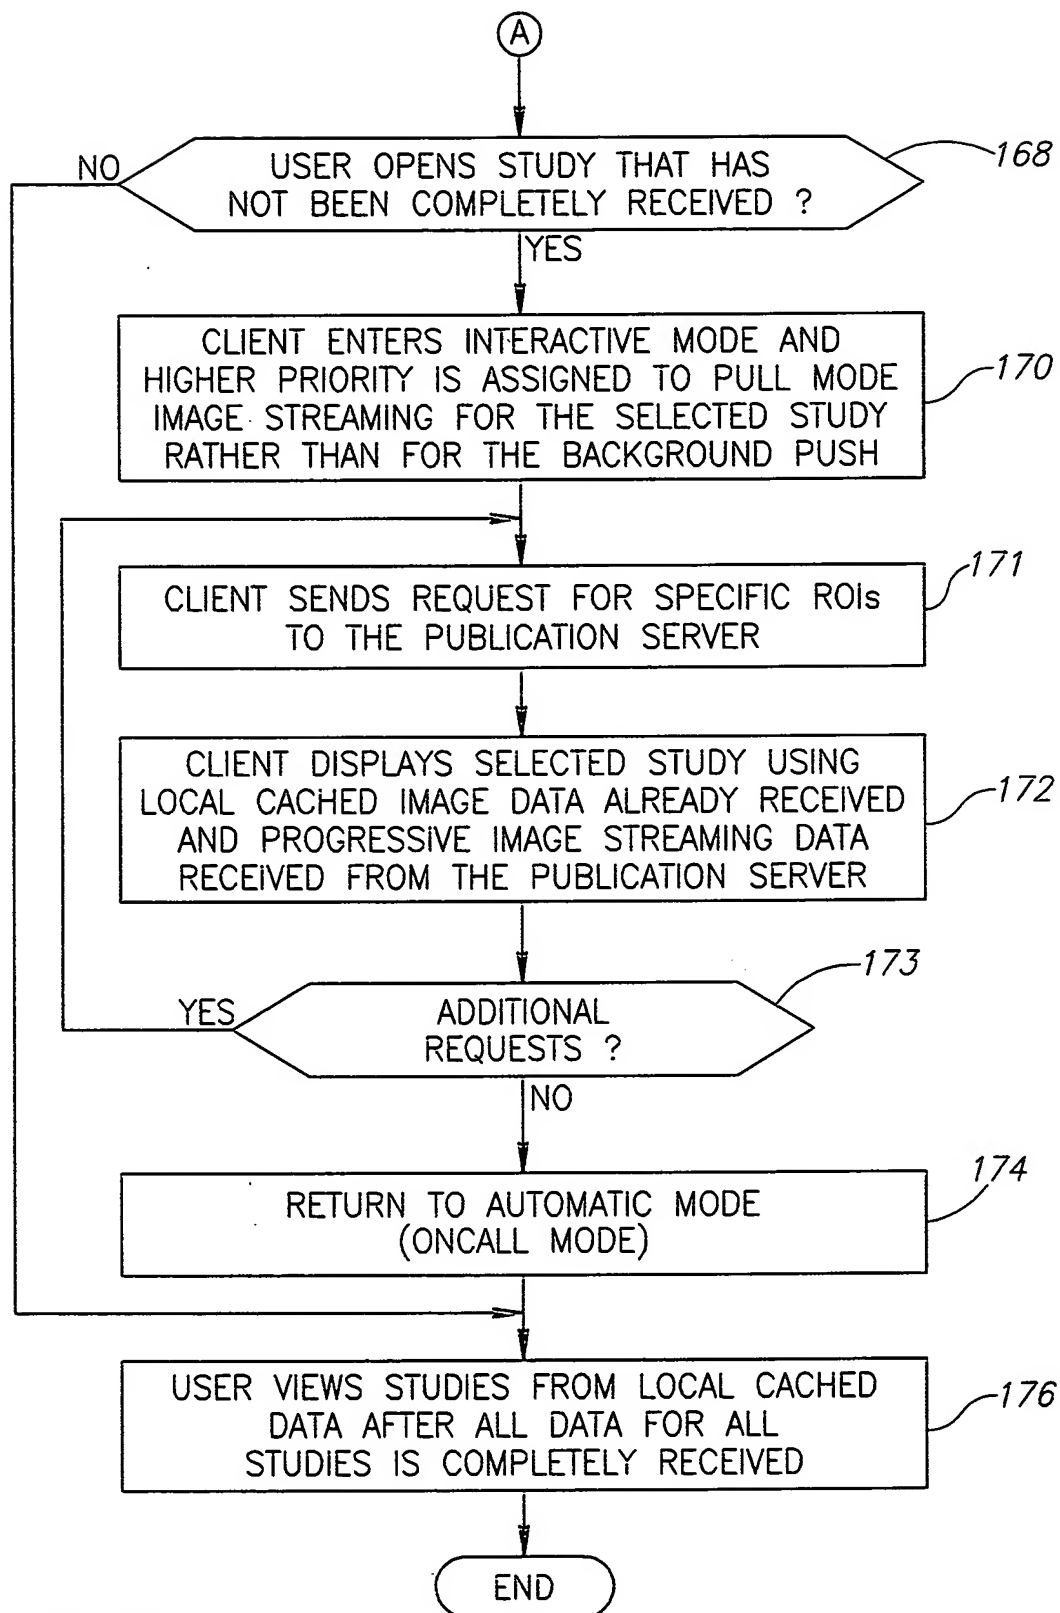 A
NO
USER OPENS STUDY THAT HAS
NOT BEEN COMPLETELY RECEIVED ?
168
YES
CLIENT ENTERS INTERACTIVE MODE AND
HIGHER PRIORITY IS ASSIGNED TO PULL MODE
IMAGE STREAMING FOR THE SELECTED STUDY
RATHER THAN FOR THE BACKGROUND PUSH
170
CLIENT SENDS REQUEST FOR SPECIFIC ROIs
TO THE PUBLICATION SERVER
171
CLIENT DISPLAYS SELECTED STUDY USING
LOCAL CACHED IMAGE DATA ALREADY RECEIVED
AND PROGRESSIVE IMAGE STREAMING DATA
RECEIVED FROM THE PUBLICATION SERVER
172
YES
ADDITIONAL
REQUESTS ?
173
NO
RETURN TO AUTOMATIC MODE
(ONCALL MODE)
174
USER VIEWS STUDIES FROM LOCAL CACHED
DATA AFTER ALL DATA FOR ALL
STUDIES IS COMPLETELY RECEIVED
176
END